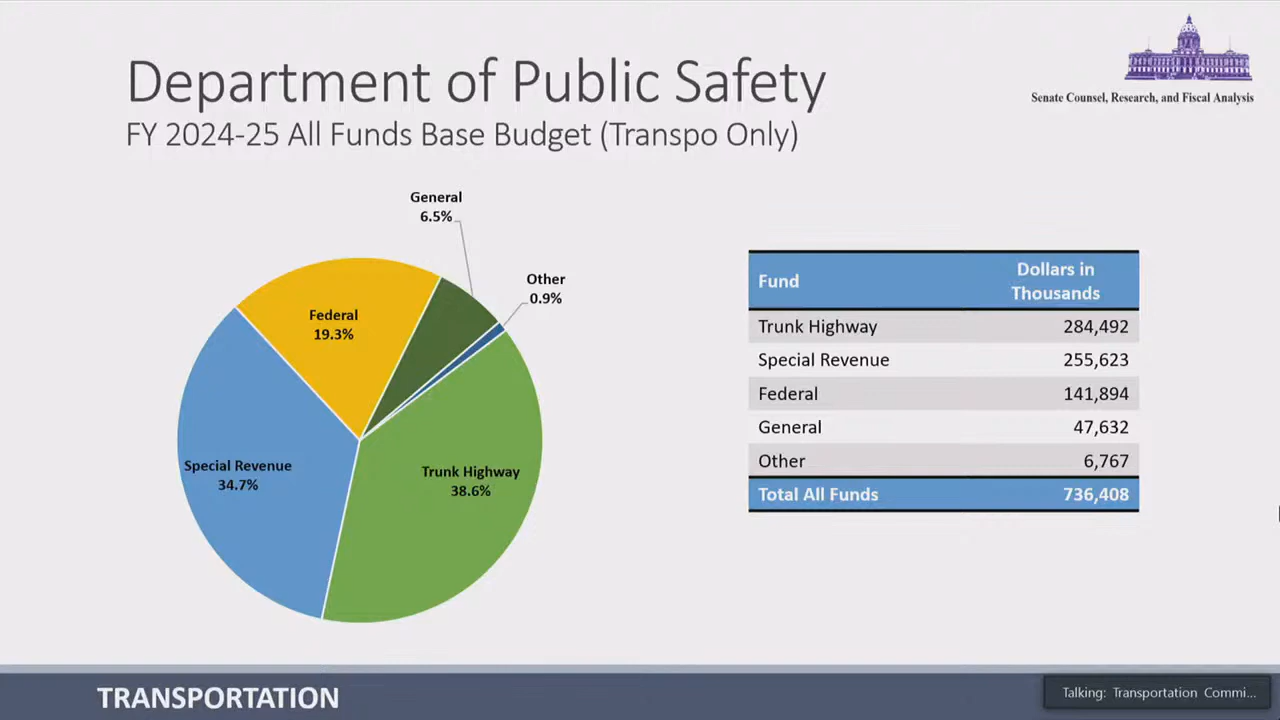 Department of Public Safety
FY 2024-25 All Funds Base Budget (Transpo Only)
Senate Counsel, Research, and Fiscal Analysis
General
6.5%
Other
0.9%
Federal
19.3%
Special Revenue
34.7%
Trunk Highway
38.6%
Fund Dollars in
Thousands
Trunk Highway 284,492
Special Revenue 255,623
Federal 141,894
General 47,632
Other 6,767
Total All Funds 736,408
TRANSPORTATION
Talking: Transportation Commi...